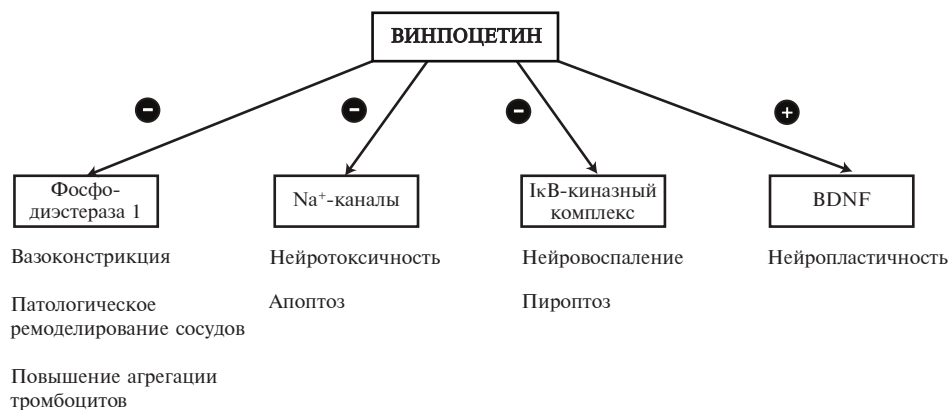 ВИНПОЦЕТИН
−
−
−
+
Фосфо-
диэстераза 1
Na⁺-каналы
IκB-киназный
комплекс
BDNF
Вазоконстрикция
Патологическое
ремоделирование сосудов
Повышение агрегации
тромбоцитов
Нейротоксичность
Апоптоз
Нейровоспаление
Пироптоз
Нейропластичность